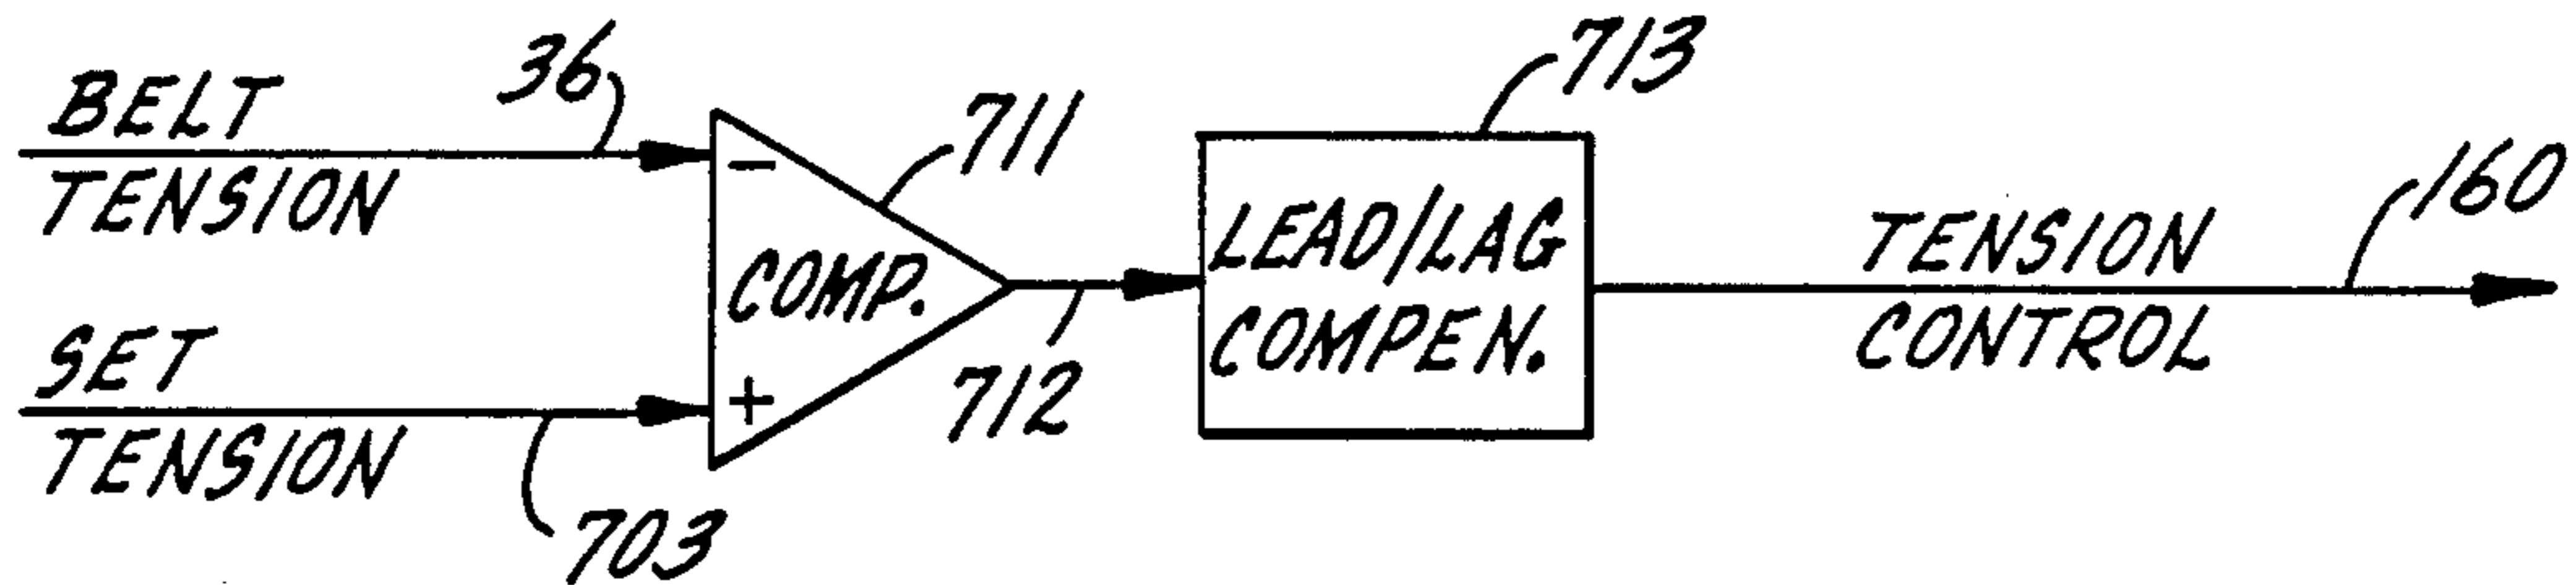 BELT
TENSION
36
711
−
COMP.
+
SET
TENSION
703
712
713
LEAD/LAG
COMPEN.
TENSION
CONTROL
160